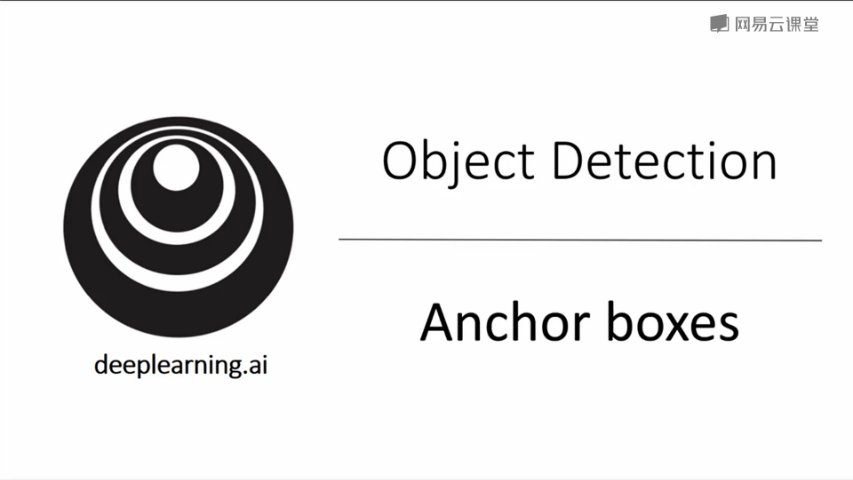 网易云课堂
Object Detection
Anchor boxes
deeplearning.ai